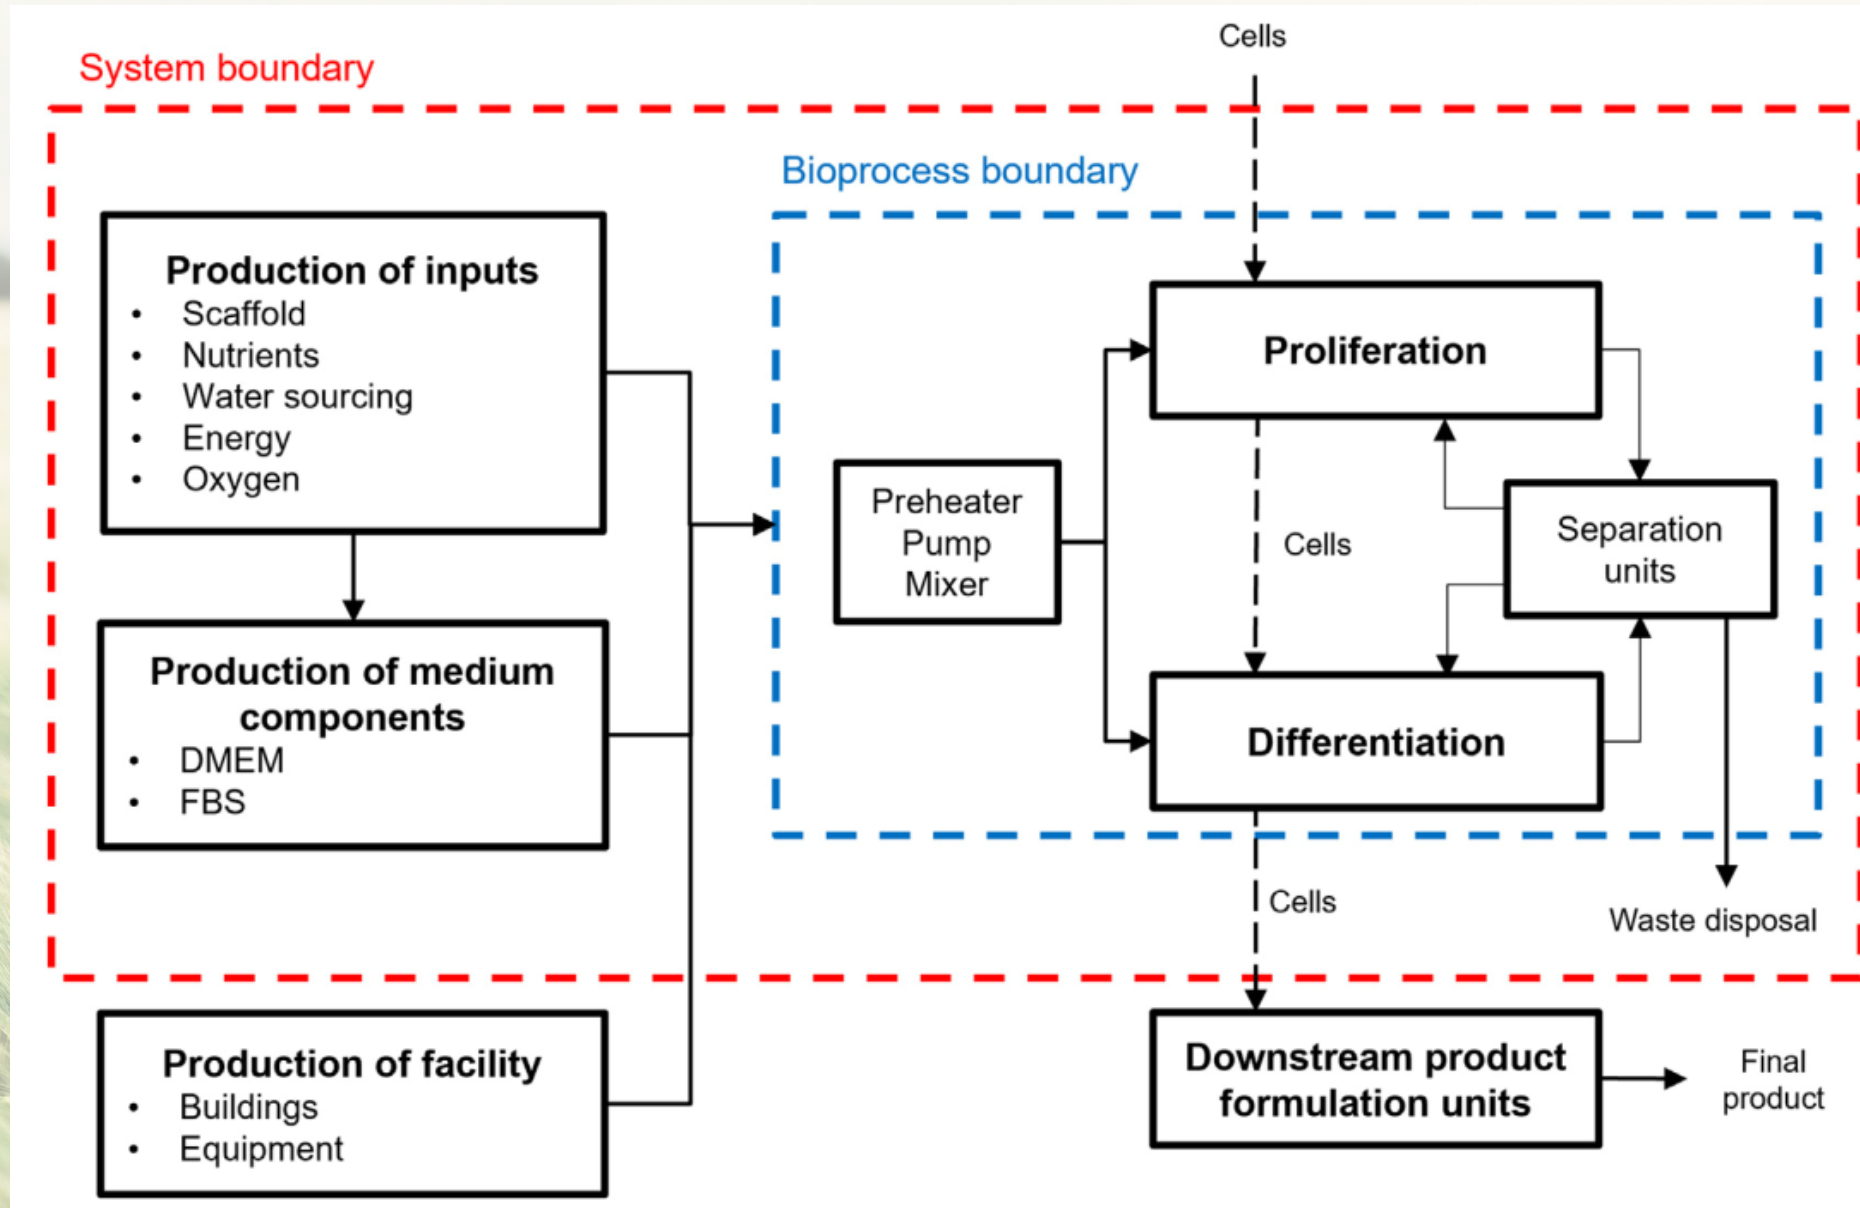 Cells
System boundary
Bioprocess boundary
Production of inputs
• Scaffold
• Nutrients
• Water sourcing
• Energy
• Oxygen
Proliferation
Preheater
Pump
Mixer
Cells
Separation
units
Production of medium
components
• DMEM
• FBS
Differentiation
Cells
Waste disposal
Production of facility
• Buildings
• Equipment
Downstream product
formulation units
Final
product